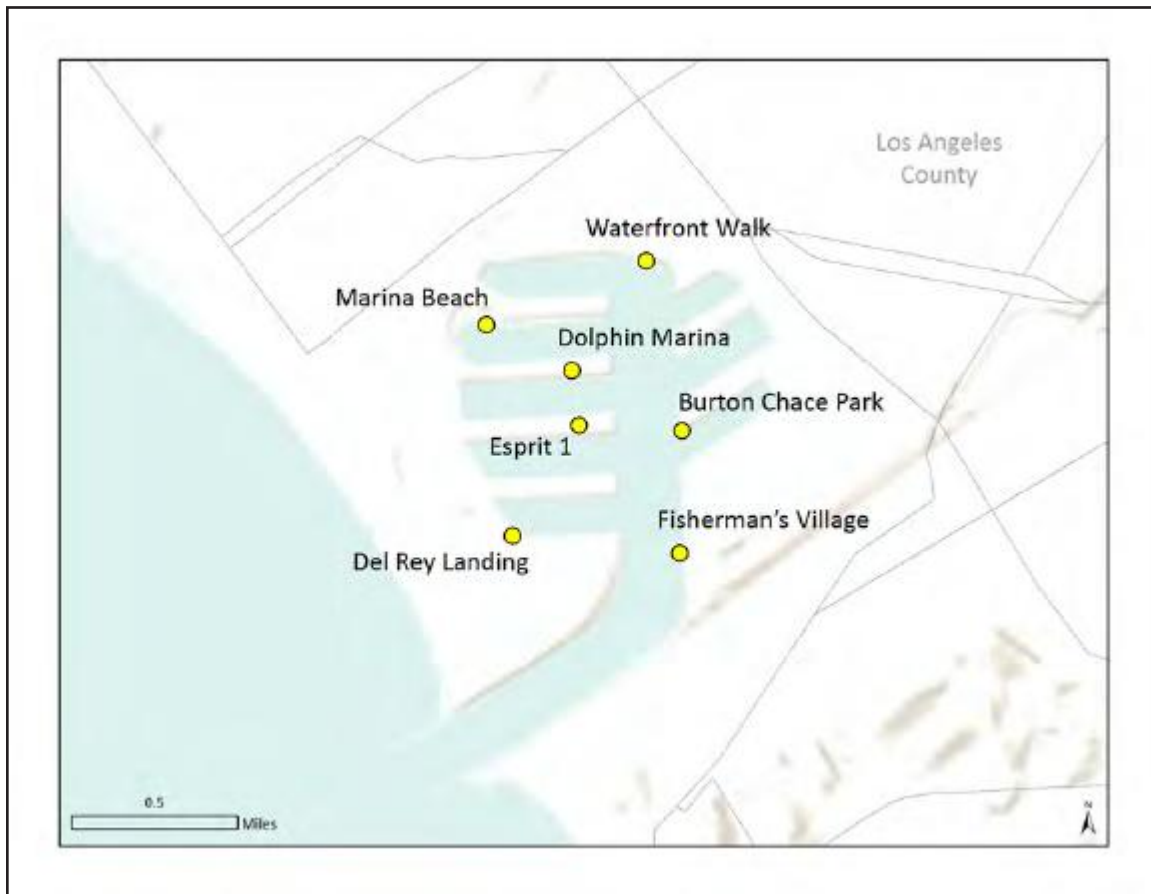 Los Angeles
County
Waterfront Walk
Marina Beach
Dolphin Marina
Burton Chace Park
Esprit 1
Fisherman's Village
Del Rey Landing
0.5
Miles
N